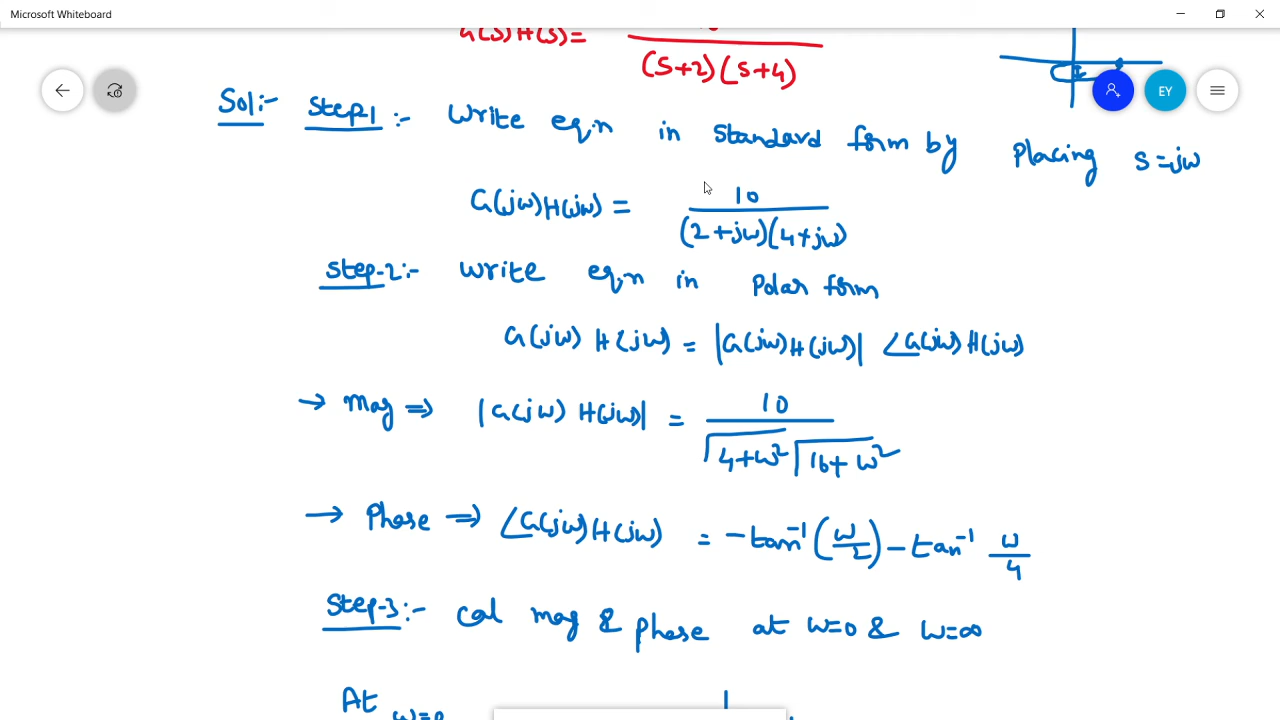 Microsoft Whiteboard
G(s)H(s)=
(s+2)(s+4)
EY
Sol:- Step1:- Write eqn in Standard form by Placing s=jω
G(jω)H(jω) = 10/(2+jω)(4+jω)
Step-2:- Write eqn in Polar form
G(jω) H(jω) = |G(jω)H(jω)| ∠G(jω)H(jω)
→ Mag ⇒ |G(jω) H(jω)| = 10/√4+ω² √16+ω²
→ Phase ⇒ ∠G(jω)H(jω) = -tan⁻¹(ω/2) - tan⁻¹ ω/4
Step-3:- Cal mag & phase at ω=0 & ω=∞
At ω=0